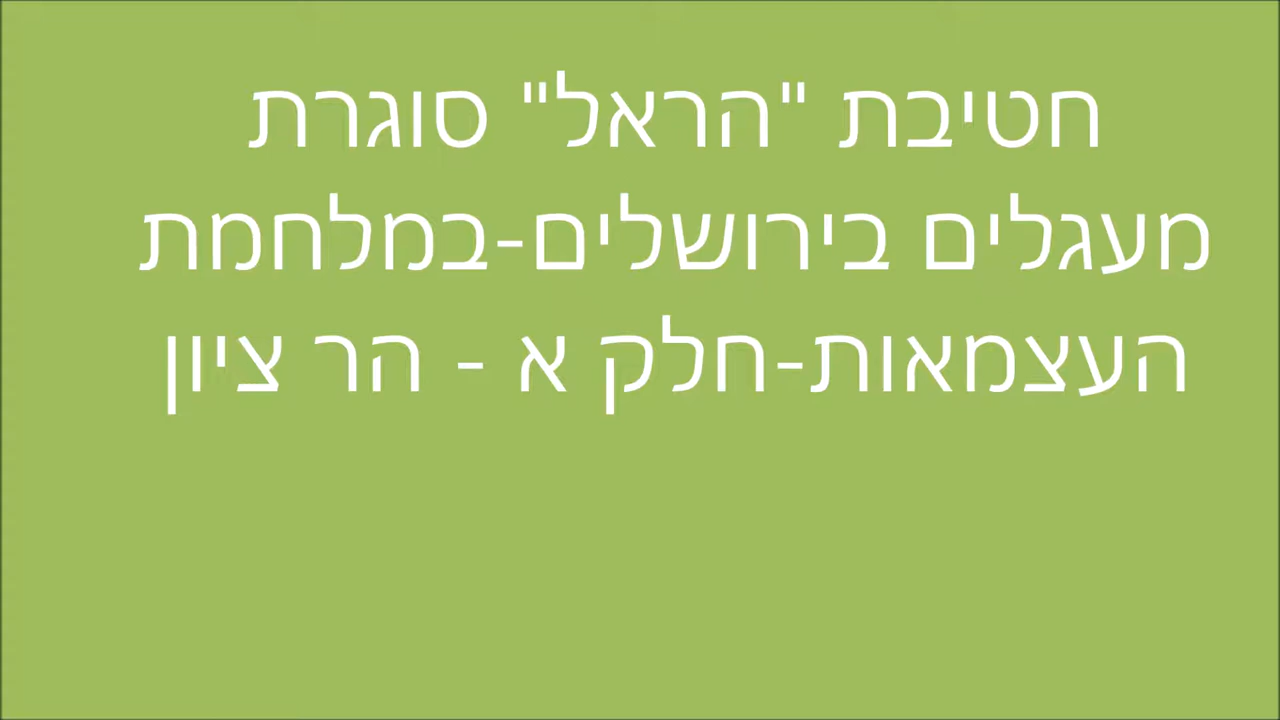 חטיבת "הראל" סוגרת
מעגלים בירושלים-במלחמת
העצמאות-חלק א - הר ציון